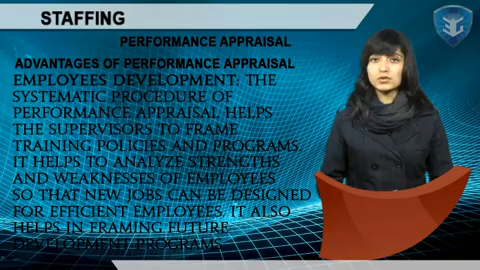 STAFFING
PERFORMANCE APPRAISAL
ADVANTAGES OF PERFORMANCE APPRAISAL
EMPLOYEES DEVELOPMENT: THE
SYSTEMATIC PROCEDURE OF
PERFORMANCE APPRAISAL HELPS
THE SUPERVISORS TO FRAME
TRAINING POLICIES AND PROGRAMS.
IT HELPS TO ANALYZE STRENGTHS
AND WEAKNESSES OF EMPLOYEES
SO THAT NEW JOBS CAN BE DESIGNED
FOR EFFICIENT EMPLOYEES. IT ALSO
HELPS IN FRAMING FUTURE
DEVELOPMENT PROGRAMS